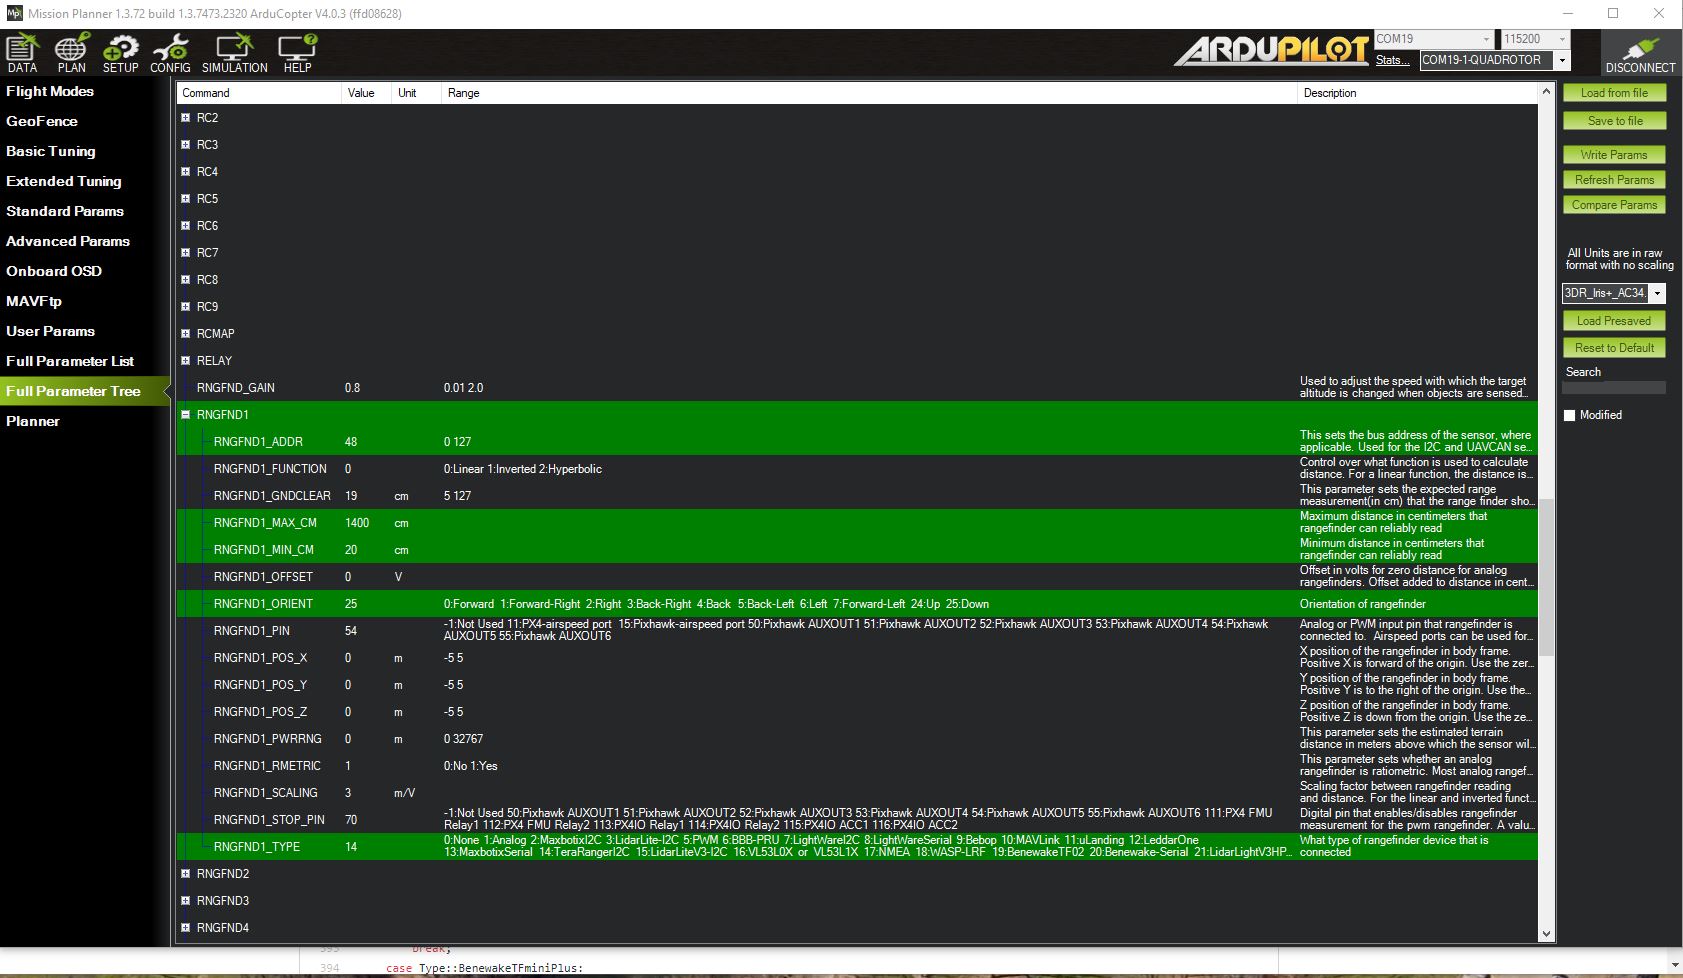 Mission Planner 1.3.72 build 1.3.7473.2320 ArduCopter V4.0.3 (ffd08628)
DATA PLAN SETUP CONFIG SIMULATION HELP
ARDUPILOT
COM19 115200
Stats... COM19-1-QUADROTOR
DISCONNECT
Flight Modes
GeoFence
Basic Tuning
Extended Tuning
Standard Params
Advanced Params
Onboard OSD
MAVFtp
User Params
Full Parameter List
Full Parameter Tree
Planner
Command Value Unit Range Description
RC2
RC3
RC4
RC5
RC6
RC7
RC8
RC9
RCMAP
RELAY
RNGFND_GAIN 0.8 0.01 2.0 Used to adjust the speed with which the target
altitude is changed when objects are sensed...
RNGFND1
RNGFND1_ADDR 48 0 127 This sets the bus address of the sensor, where
applicable. Used for the I2C and UAVCAN se...
RNGFND1_FUNCTION 0 0:Linear 1:Inverted 2:Hyperbolic Control over what function is used to calculate
distance. For a linear function, the distance is...
RNGFND1_GNDCLEAR 19 cm 5 127 This parameter sets the expected range
measurement(in cm) that the range finder sho...
RNGFND1_MAX_CM 1400 cm Maximum distance in centimeters that
rangefinder can reliably read
RNGFND1_MIN_CM 20 cm Minimum distance in centimeters that
rangefinder can reliably read
RNGFND1_OFFSET 0 V Offset in volts for zero distance for analog
rangefinders. Offset added to distance in cent...
RNGFND1_ORIENT 25 0:Forward 1:Forward-Right 2:Right 3:Back-Right 4:Back 5:Back-Left 6:Left 7:Forward-Left 24:Up 25:Down Orientation of rangefinder
RNGFND1_PIN 54 -1:Not Used 11:PX4-airspeed port 15:Pixhawk-airspeed port 50:Pixhawk AUXOUT1 51:Pixhawk AUXOUT2 52:Pixhawk AUXOUT3 53:Pixhawk AUXOUT4 54:Pixhawk Analog or PWM input pin that rangefinder is
AUXOUT5 55:Pixhawk AUXOUT6 connected to. Airspeed ports can be used for...
RNGFND1_POS_X 0 m -5 5 X position of the rangefinder in body frame.
Positive X is forward of the origin. Use the zer...
RNGFND1_POS_Y 0 m -5 5 Y position of the rangefinder in body frame.
Positive Y is to the right of the origin. Use the...
RNGFND1_POS_Z 0 m -5 5 Z position of the rangefinder in body frame.
Positive Z is down from the origin. Use the ze...
RNGFND1_PWRRNG 0 m 0 32767 This parameter sets the estimated terrain
distance in meters above which the sensor wil...
RNGFND1_RMETRIC 1 0:No 1:Yes This parameter sets whether an analog
rangefinder is ratiometric. Most analog rangef...
RNGFND1_SCALING 3 m/V Scaling factor between rangefinder reading
and distance. For the linear and inverted funct...
RNGFND1_STOP_PIN 70 -1:Not Used 50:Pixhawk AUXOUT1 51:Pixhawk AUXOUT2 52:Pixhawk AUXOUT3 53:Pixhawk AUXOUT4 54:Pixhawk AUXOUT5 55:Pixhawk AUXOUT6 111:PX4 FMU Digital pin that enables/disables rangefinder
Relay1 112:PX4 FMU Relay2 113:PX4IO Relay1 114:PX4IO Relay2 115:PX4IO ACC1 116:PX4IO ACC2 measurement for the pwm rangefinder. A valu...
RNGFND1_TYPE 14 0:None 1:Analog 2:MaxbotixI2C 3:LidarLite-I2C 5:PWM 6:BBB-PRU 7:LightWareI2C 8:LightWareSerial 9:Bebop 10:MAVLink 11:uLanding 12:LeddarOne What type of rangefinder device that is
13:MaxbotixSerial 14:TeraRangerI2C 15:LidarLiteV3-I2C 16:VL53L0X or VL53L1X 17:NMEA 18:WASP-LRF 19:BenewakeTF02 20:Benewake-Serial 21:LidarLightV3HP... connected
RNGFND2
RNGFND3
RNGFND4
Load from file
Save to file
Write Params
Refresh Params
Compare Params
All Units are in raw
format with no scaling
3DR_Iris+_AC34.
Load Presaved
Reset to Default
Search
Modified
393 break;
394 case Type::BenewakeTFminiPlus: